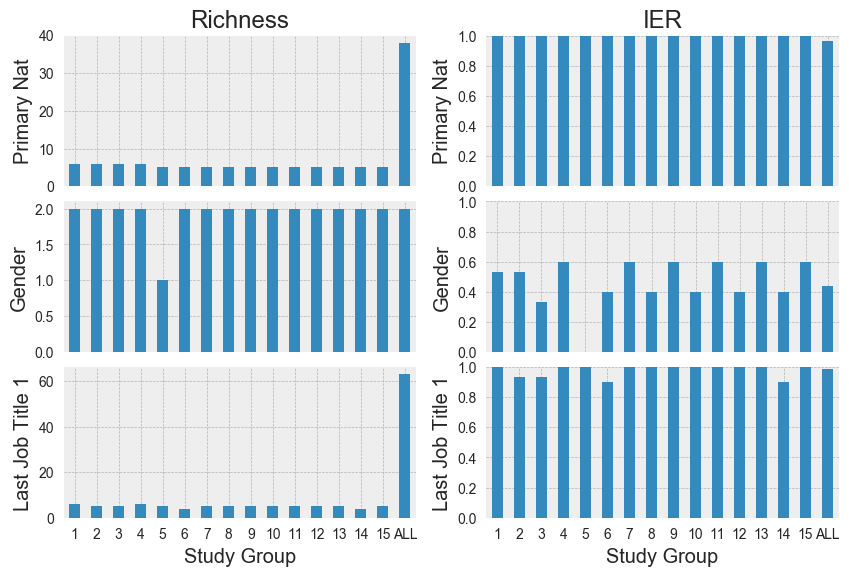 Richness
IER
Primary Nat
40
30
20
10
0
Primary Nat
1.0
0.8
0.6
0.4
0.2
0.0
Gender
2.0
1.5
1.0
0.5
0.0
Gender
1.0
0.8
0.6
0.4
0.2
0.0
Last Job Title 1
60
40
20
0
1 2 3 4 5 6 7 8 9 10 11 12 13 14 15 ALL
Study Group
Last Job Title 1
1.0
0.8
0.6
0.4
0.2
0.0
1 2 3 4 5 6 7 8 9 10 11 12 13 14 15 ALL
Study Group